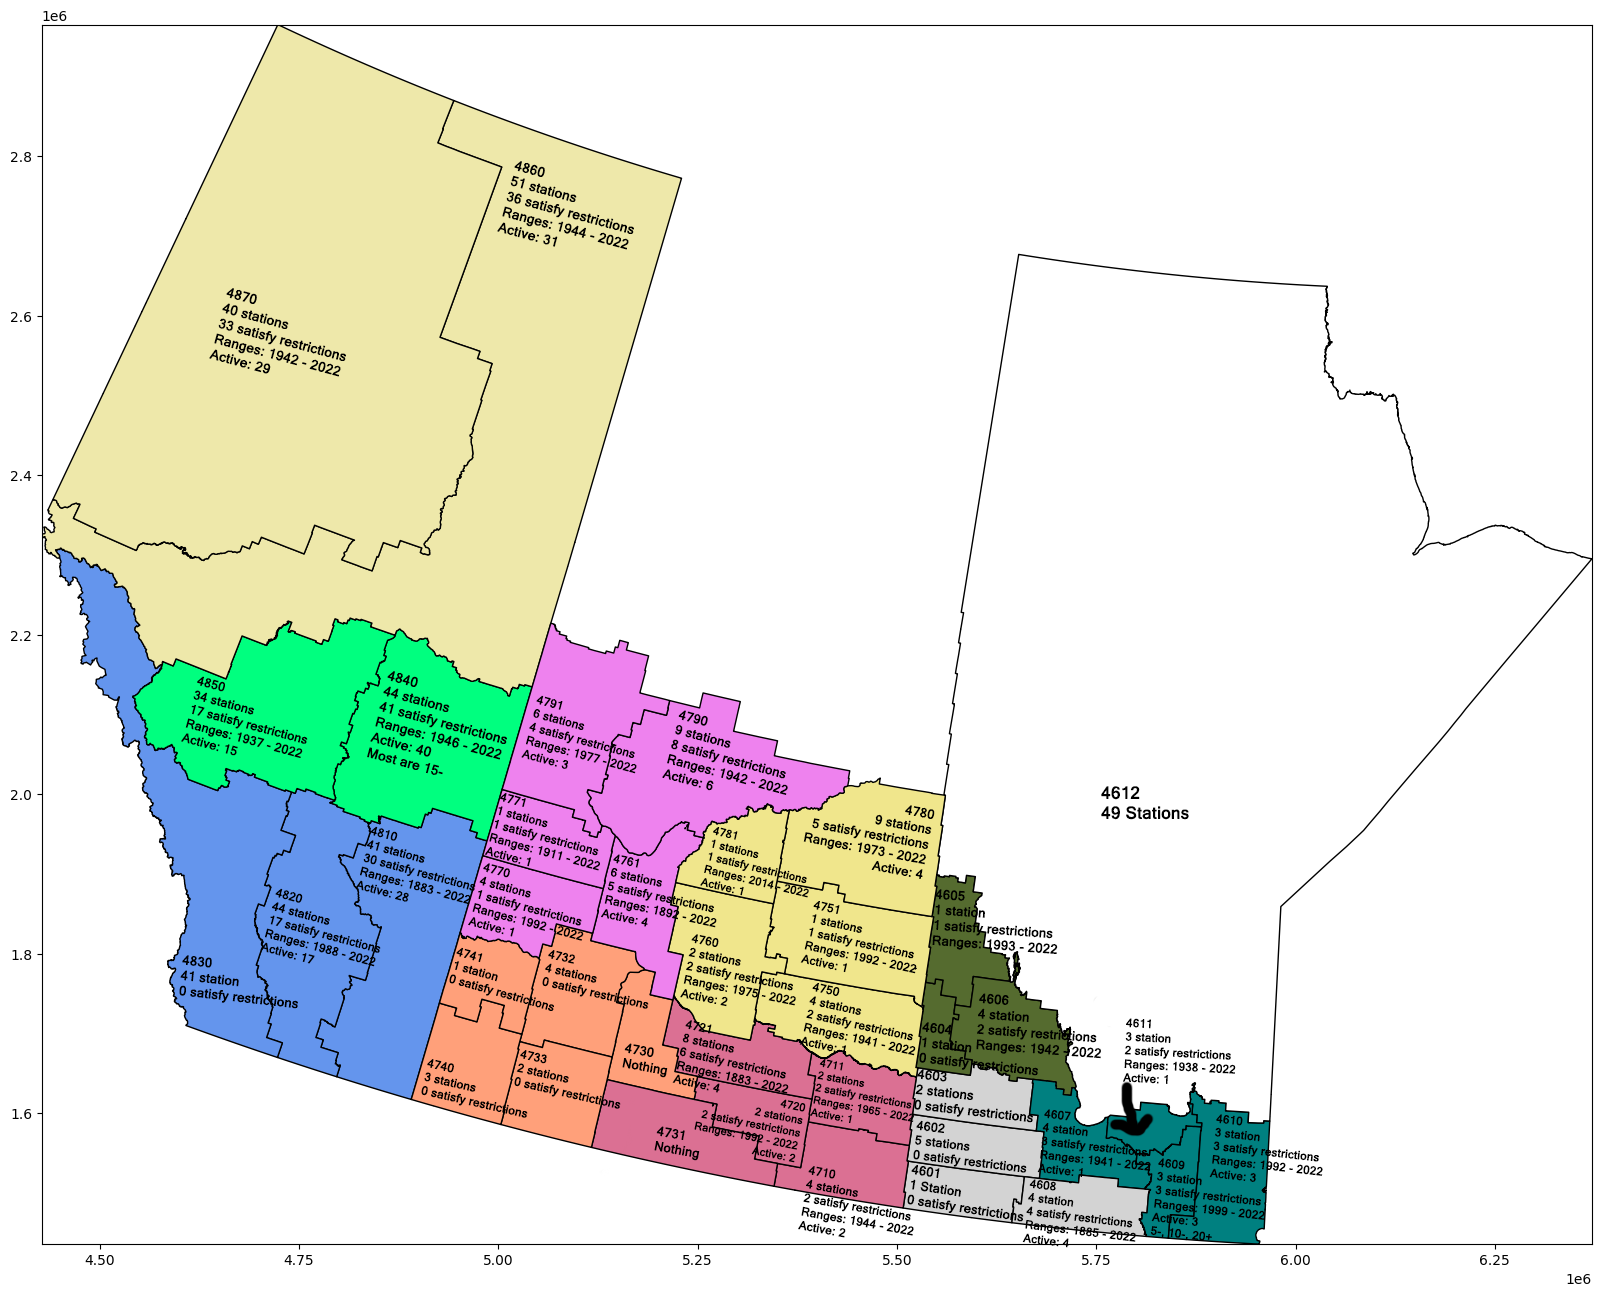 1e6
2.8
2.6
2.4
2.2
2.0
1.8
1.6
4860
51 stations
36 satisfy restrictions
Ranges: 1944 - 2022
Active: 31
4870
40 stations
33 satisfy restrictions
Ranges: 1942 - 2022
Active: 29
4850
34 stations
17 satisfy restrictions
Ranges: 1937 - 2022
Active: 15
4840
44 stations
41 satisfy restrictions
Ranges: 1946 - 2022
Active: 40
Most are 15-
4791
6 stations
4 satisfy restrictions
Ranges: 1977 - 2022
Active: 3
4790
9 stations
8 satisfy restrictions
Ranges: 1942 - 2022
Active: 6
4612
49 Stations
4771
1 stations
1 satisfy restrictions
Ranges: 1911 - 2022
Active: 1
4780
9 stations
5 satisfy restrictions
Ranges: 1973 - 2022
Active: 4
4810
41 stations
30 satisfy restrictions
Ranges: 1883 - 2022
Active: 28
4781
1 stations
1 satisfy restrictions
Ranges: 2014 - 2022
Active: 1
4761
6 stations
5 satisfy restrictions
Ranges: 1892 - 2022
Active: 4
4770
4 stations
1 satisfy restrictions
Ranges: 1992 - 2022
Active: 1
4820
44 stations
17 satisfy restrictions
Ranges: 1988 - 2022
Active: 17
4605
1 station
1 satisfy restrictions
Ranges: 1993 - 2022
4751
1 stations
1 satisfy restrictions
Ranges: 1992 - 2022
Active: 1
4760
2 stations
2 satisfy restrictions
Ranges: 1975 - 2022
Active: 2
4830
41 station
0 satisfy restrictions
4741
1 station
0 satisfy restrictions
4732
4 stations
0 satisfy restrictions
4750
4 stations
2 satisfy restrictions
Ranges: 1941 - 2022
Active: 1
4606
4 station
2 satisfy restrictions
Ranges: 1942 - 2022
4604
1 station
0 satisfy restrictions
4611
3 station
2 satisfy restrictions
Ranges: 1938 - 2022
Active: 1
4721
8 stations
6 satisfy restrictions
Ranges: 1883 - 2022
Active: 4
4730
Nothing
4733
2 stations
0 satisfy restrictions
4740
3 stations
0 satisfy restrictions
4711
2 stations
2 satisfy restrictions
Ranges: 1965 - 2022
Active: 1
4603
2 stations
0 satisfy restrictions
4720
2 stations
2 satisfy restrictions
Ranges: 1992 - 2022
Active: 2
4607
4 station
3 satisfy restrictions
Ranges: 1941 - 2022
Active: 1
4610
3 station
3 satisfy restrictions
Ranges: 1992 - 2022
Active: 3
4602
5 stations
0 satisfy restrictions
4731
Nothing
4609
3 station
3 satisfy restrictions
Ranges: 1999 - 2022
Active: 3
5-, 10-, 20+
4710
4 stations
2 satisfy restrictions
Ranges: 1944 - 2022
Active: 2
4601
1 Station
0 satisfy restrictions
4608
4 station
4 satisfy restrictions
Ranges: 1885 - 2022
Active: 4
4.50 4.75 5.00 5.25 5.50 5.75 6.00 6.25
1e6